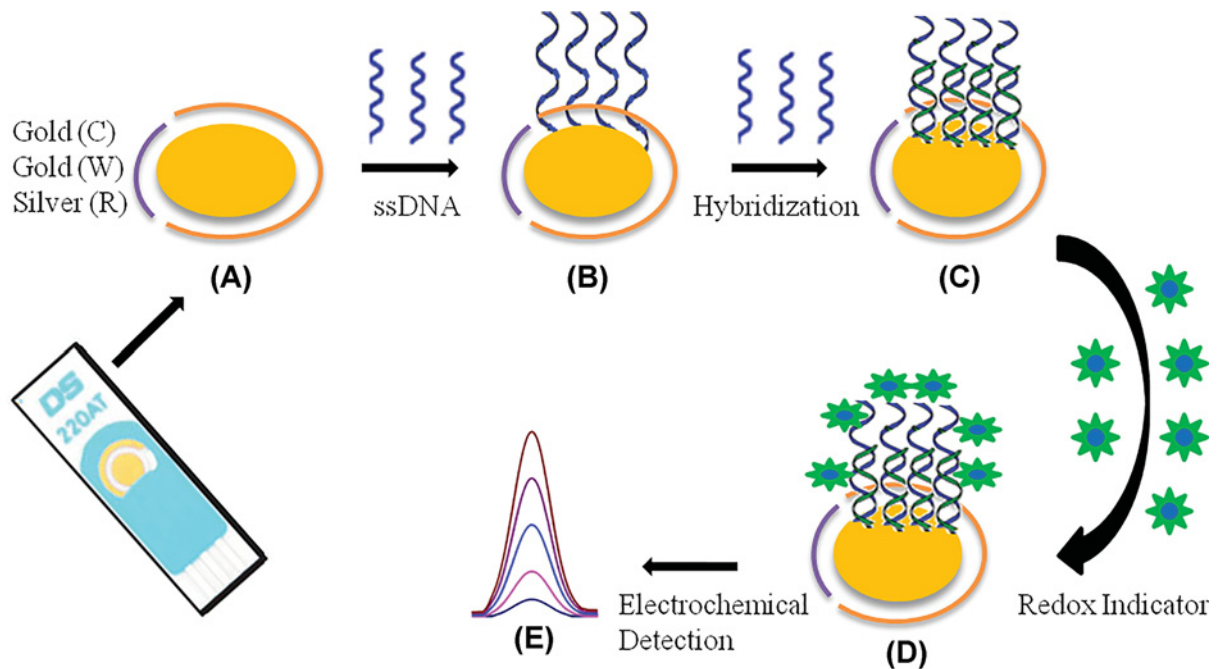 Gold (C)
Gold (W)
Silver (R)
(A)
ssDNA
(B)
Hybridization
(C)
DS
220AT
Redox Indicator
(D)
Electrochemical
Detection
(E)